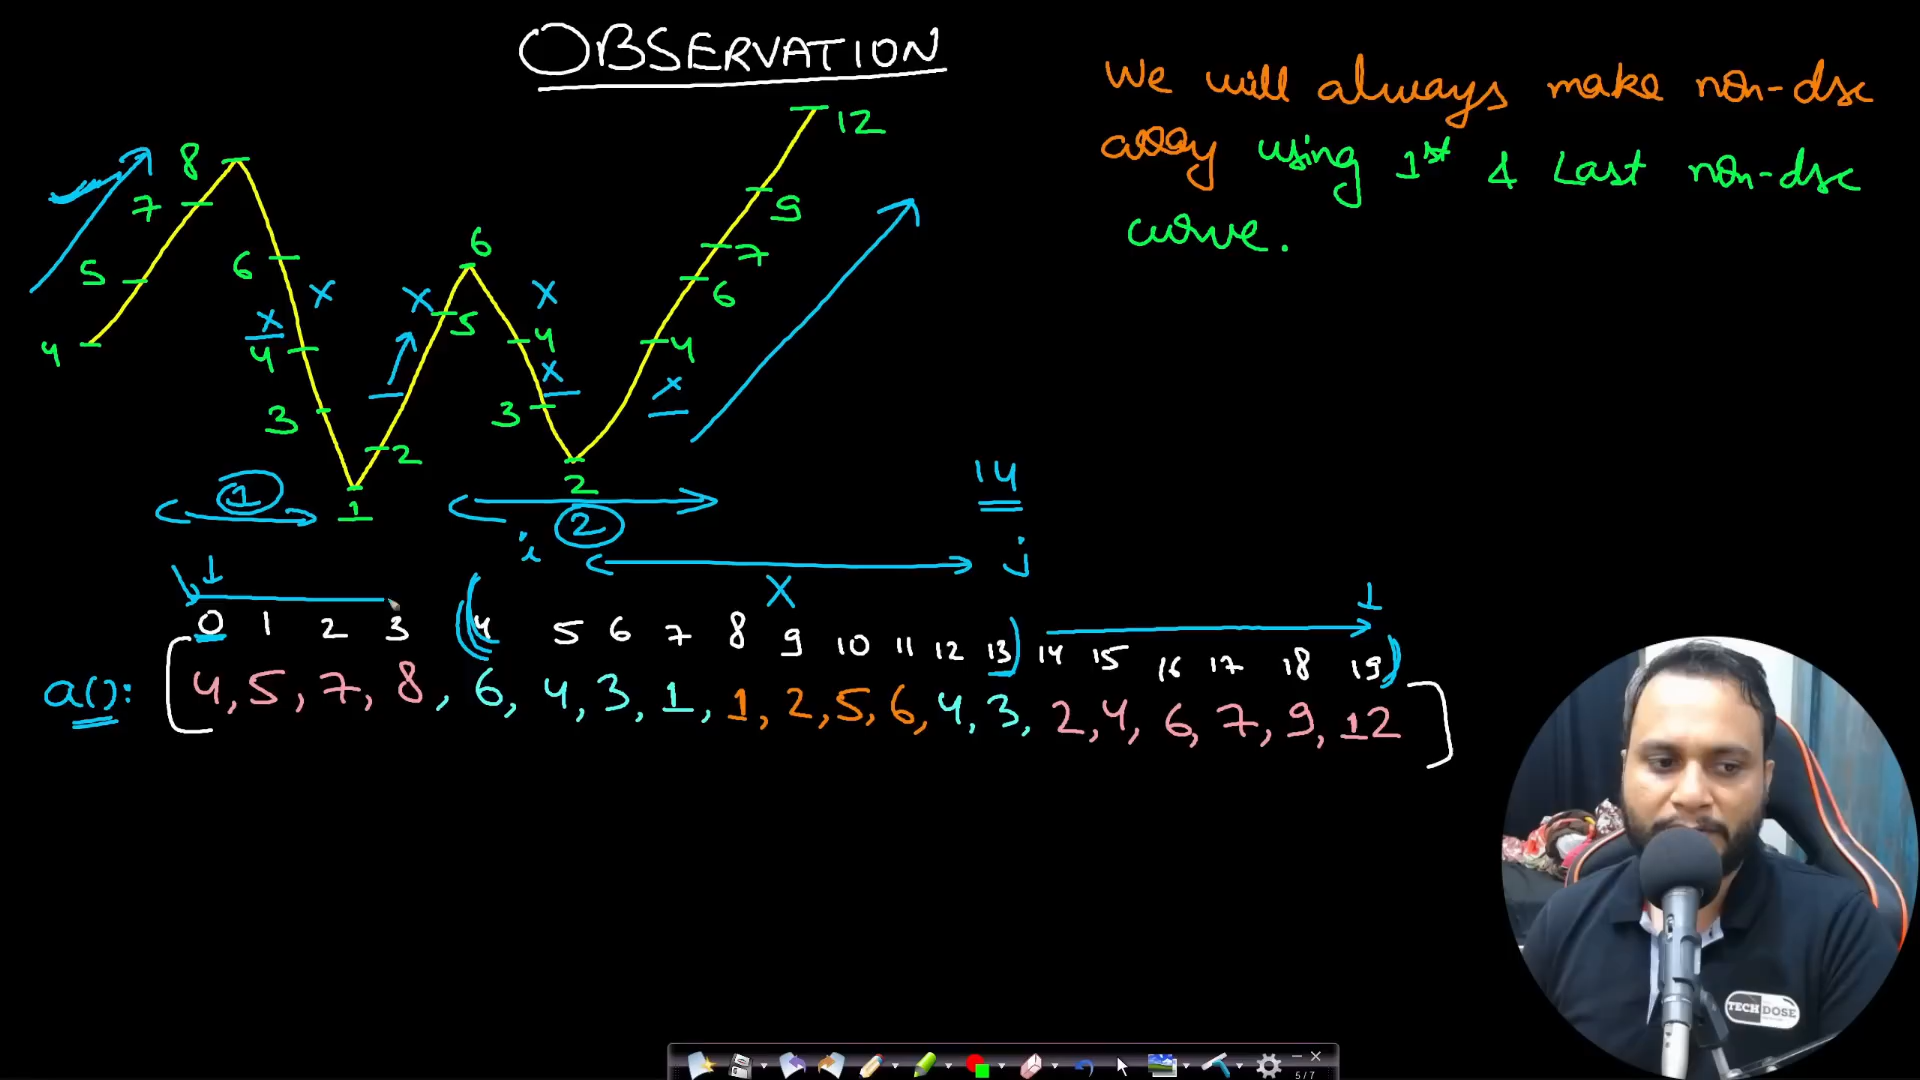 OBSERVATION
We will always make non-dsc
array using 1st & Last non-dsc
curve.
12
8
7
9
6
5
6
7
6
x
x
x
x
5
4
4
4
4
x
x
3
3
2
1
2
14
1
2
i
j
X
0 1 2 3 4 5 6 7 8 9 10 11 12 13 14 15 16 17 18 19
a(): [4, 5, 7, 8, 6, 4, 3, 1, 1, 2, 5, 6, 4, 3, 2, 4, 6, 7, 9, 12]
TECH DOSE
5/7